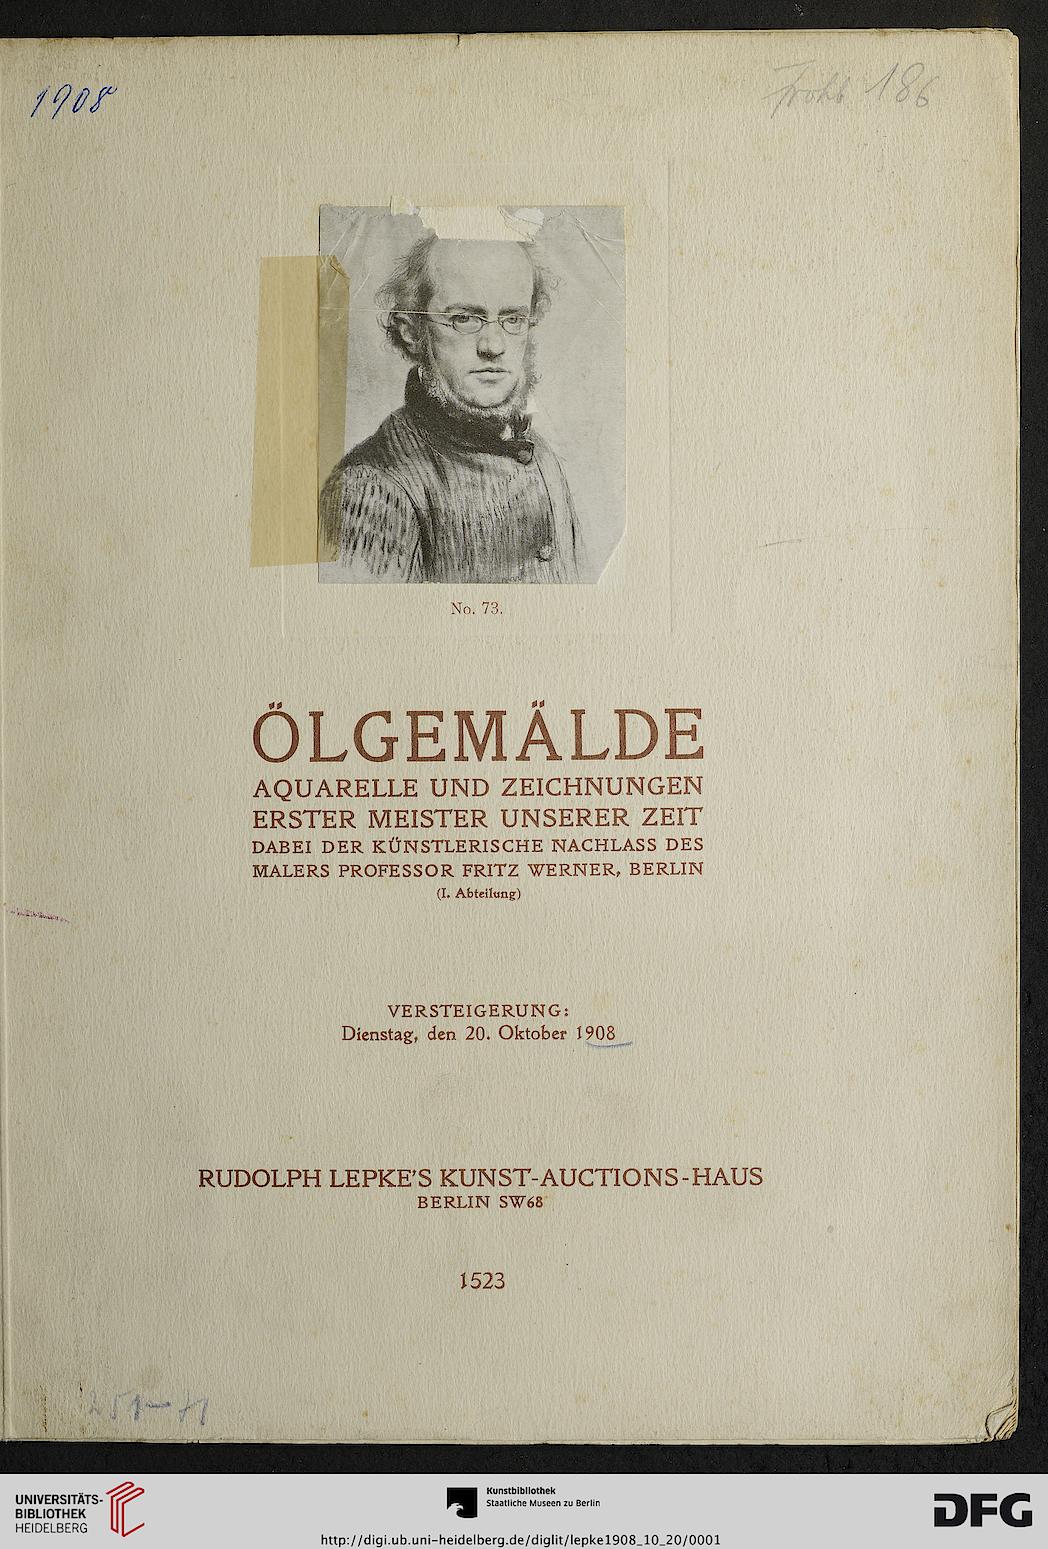 1908
186
No. 73.
ÖLGEMÄLDE
AQUARELLE UND ZEICHNUNGEN
ERSTER MEISTER UNSERER ZEIT
DABEI DER KÜNSTLERISCHE NACHLASS DES
MALERS PROFESSOR FRITZ WERNER, BERLIN
(I. Abteilung)
VERSTEIGERUNG:
Dienstag, den 20. Oktober 1908
RUDOLPH LEPKE'S KUNST-AUCTIONS-HAUS
BERLIN SW68
1523
UNIVERSITÄTS-
BIBLIOTHEK
HEIDELBERG
Kunstbibliothek
Staatliche Museen zu Berlin
DFG
http://digi.ub.uni-heidelberg.de/diglit/lepke1908_10_20/0001